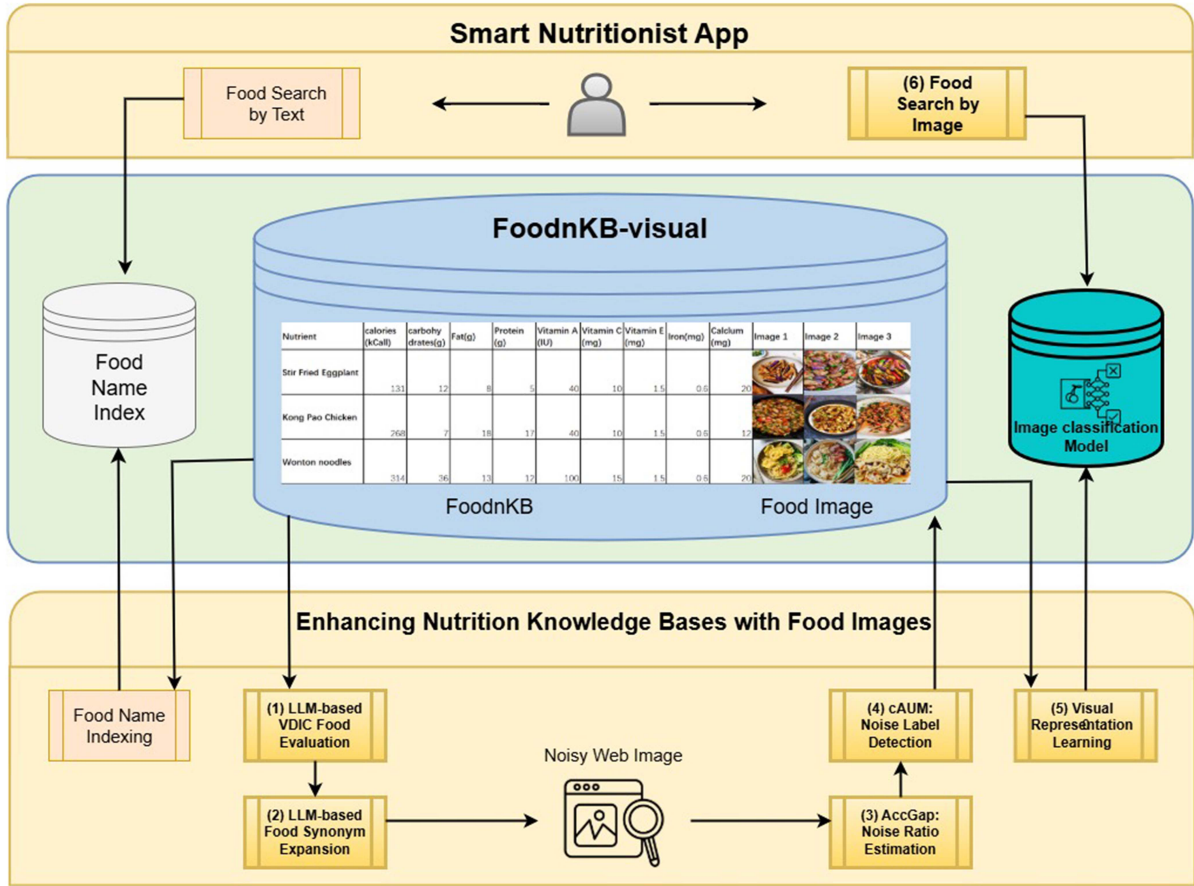 Smart Nutritionist App
Food Search
by Text
(6) Food
Search by
Image
FoodnKB-visual
Nutrient
calories
(kCall)
carbohy
drates(g)
Fat(g)
Protein
(g)
Vitamin A
(IU)
Vitamin C
(mg)
Vitamin E
(mg)
Iron(mg)
Calclum
(mg)
Image 1
Image 2
Image 3
Stir Fried Eggplant
131
12
8
5
40
10
1.5
0.6
20
Kong Pao Chicken
268
7
18
17
40
10
1.5
0.6
12
Wonton noodles
314
36
13
12
100
15
1.5
0.6
20
FoodnKB
Food Image
Food
Name
Index
Image classification
Model
Enhancing Nutrition Knowledge Bases with Food Images
Food Name
Indexing
(1) LLM-based
VDIC Food
Evaluation
(2) LLM-based
Food Synonym
Expansion
Noisy Web Image
(4) cAUM:
Noise Label
Detection
(3) AccGap:
Noise Ratio
Estimation
(5) Visual
Representation
Learning